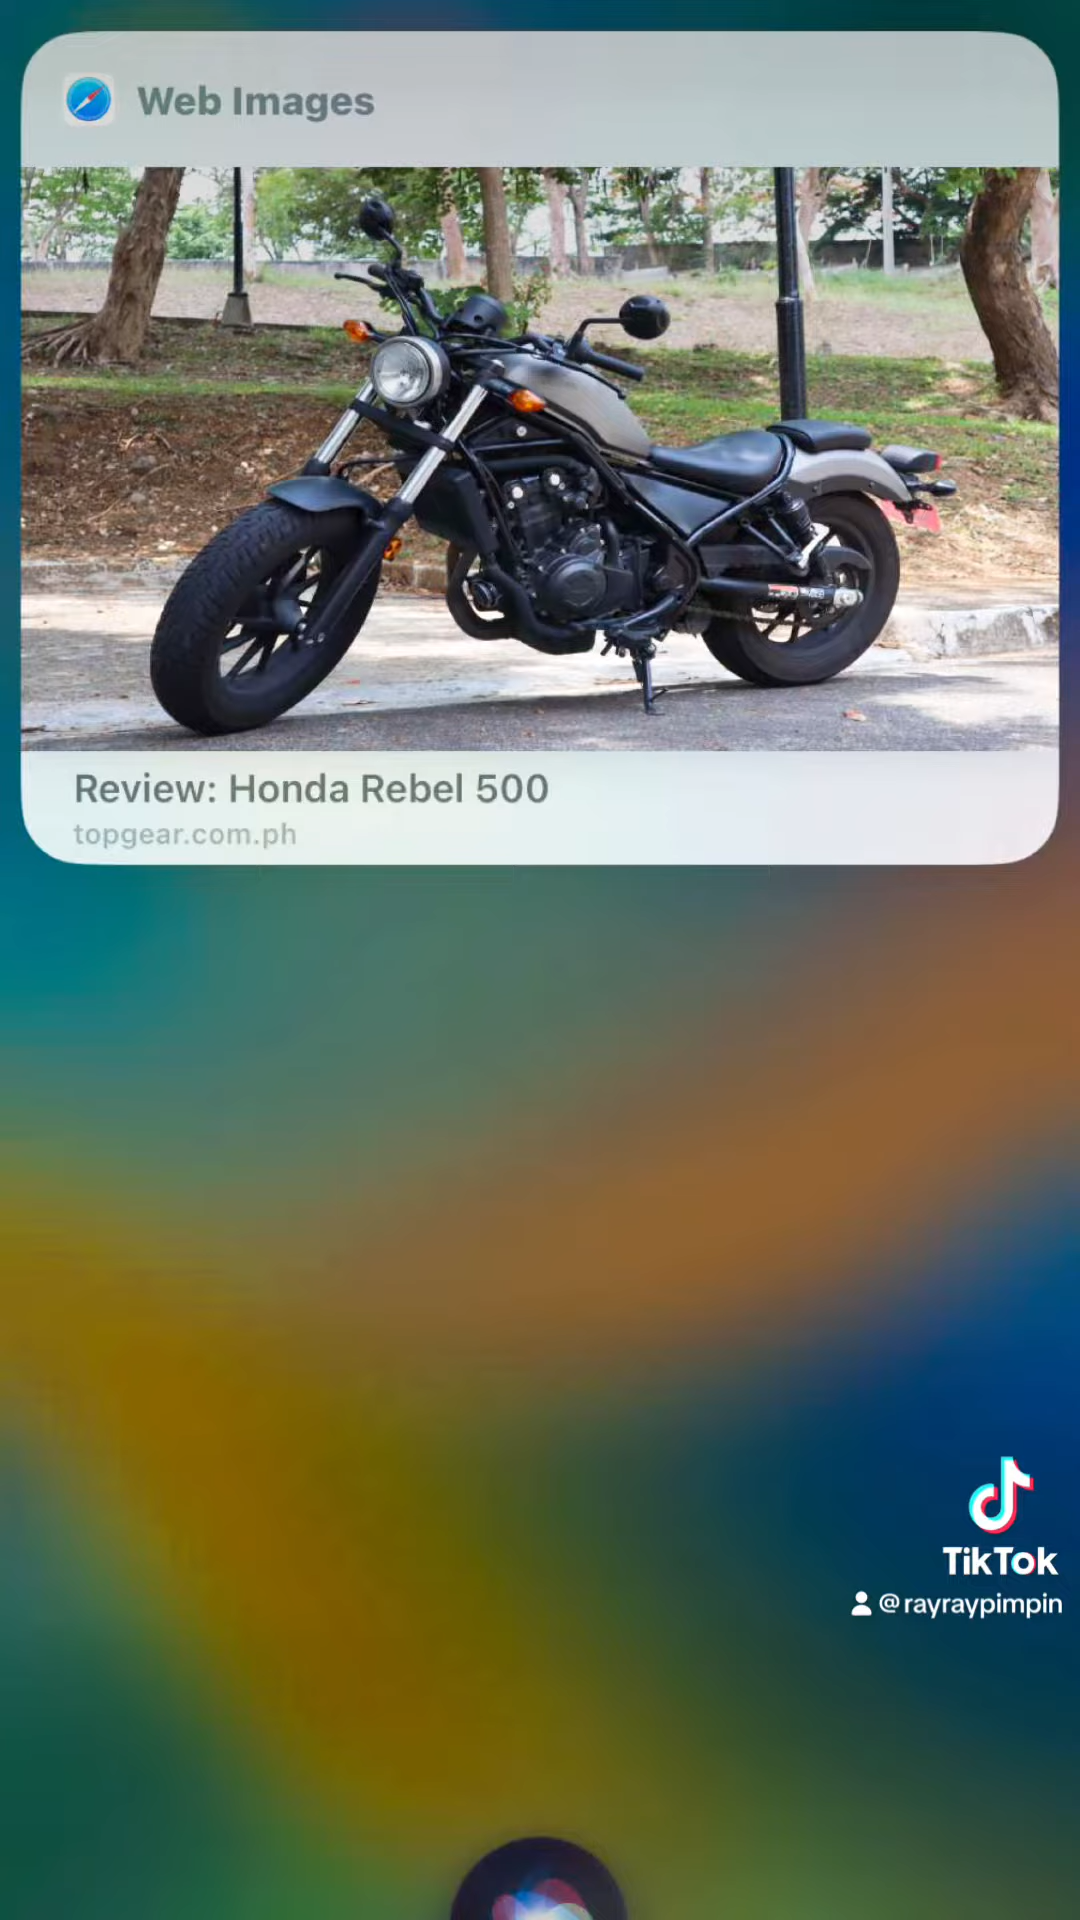 Web Images
Review: Honda Rebel 500
topgear.com.ph
TikTok
@rayraypimpin